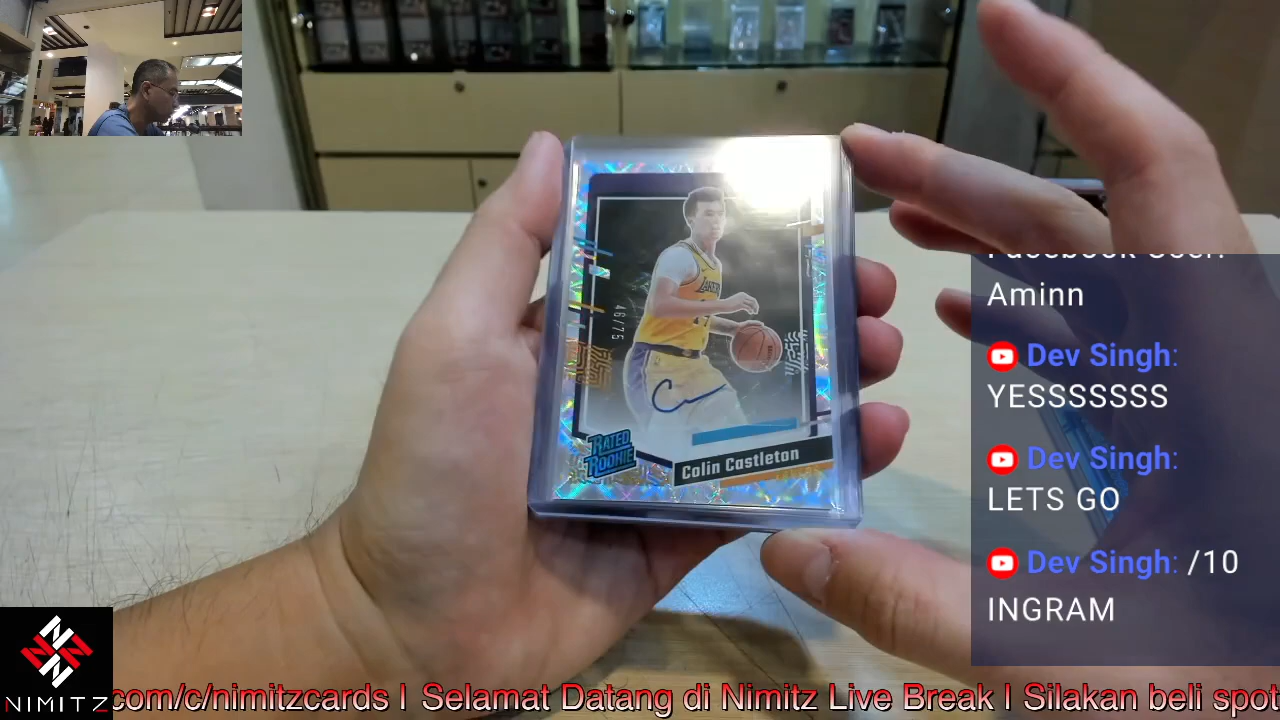 Aminn
Dev Singh:
YESSSSSSS
Dev Singh:
LETS GO
Dev Singh: /10
INGRAM
LAKERS
46/75
RATED
ROOKIE
Colin Castleton
NIMITZ
com/c/nimitzcards I Selamat Datang di Nimitz Live Break I Silakan beli spot